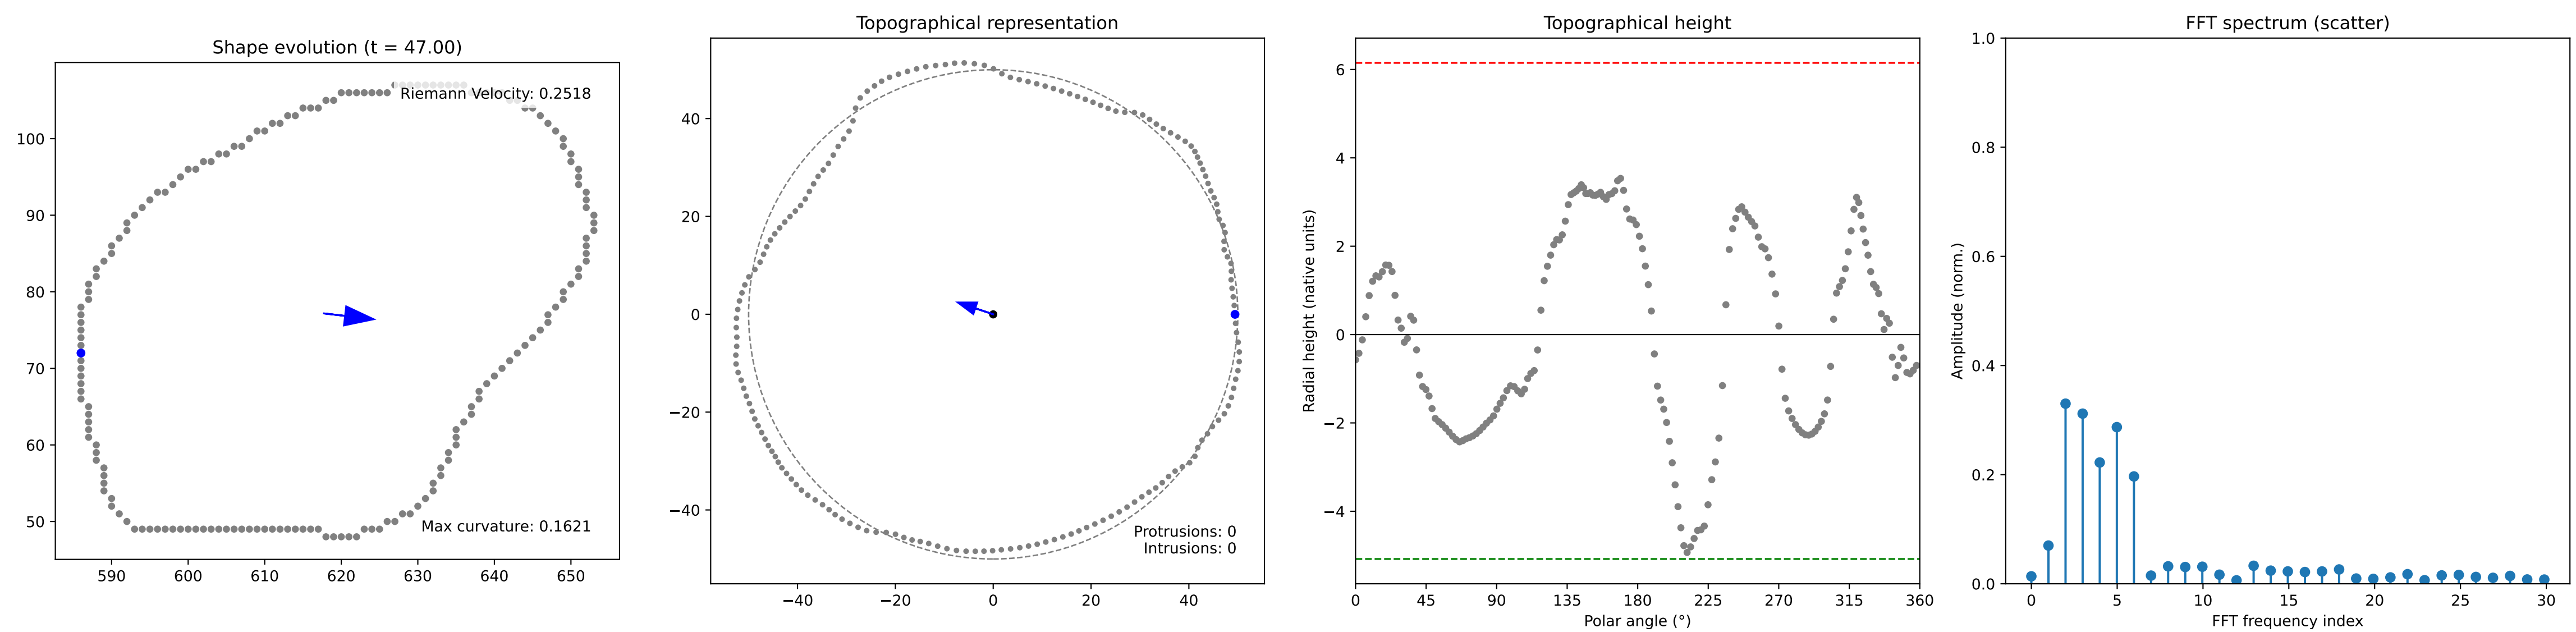 Shape evolution (t = 47.00)
Riemann Velocity: 0.2518
Max curvature: 0.1621
100
90
80
70
60
50
590 600 610 620 630 640 650
Topographical representation
Protrusions: 0
Intrusions: 0
40
20
0
−20
−40
−40 −20 0 20 40
Topographical height
Radial height (native units)
6
4
2
0
−2
−4
0 45 90 135 180 225 270 315 360
Polar angle (°)
FFT spectrum (scatter)
Amplitude (norm.)
1.0
0.8
0.6
0.4
0.2
0.0
0 5 10 15 20 25 30
FFT frequency index